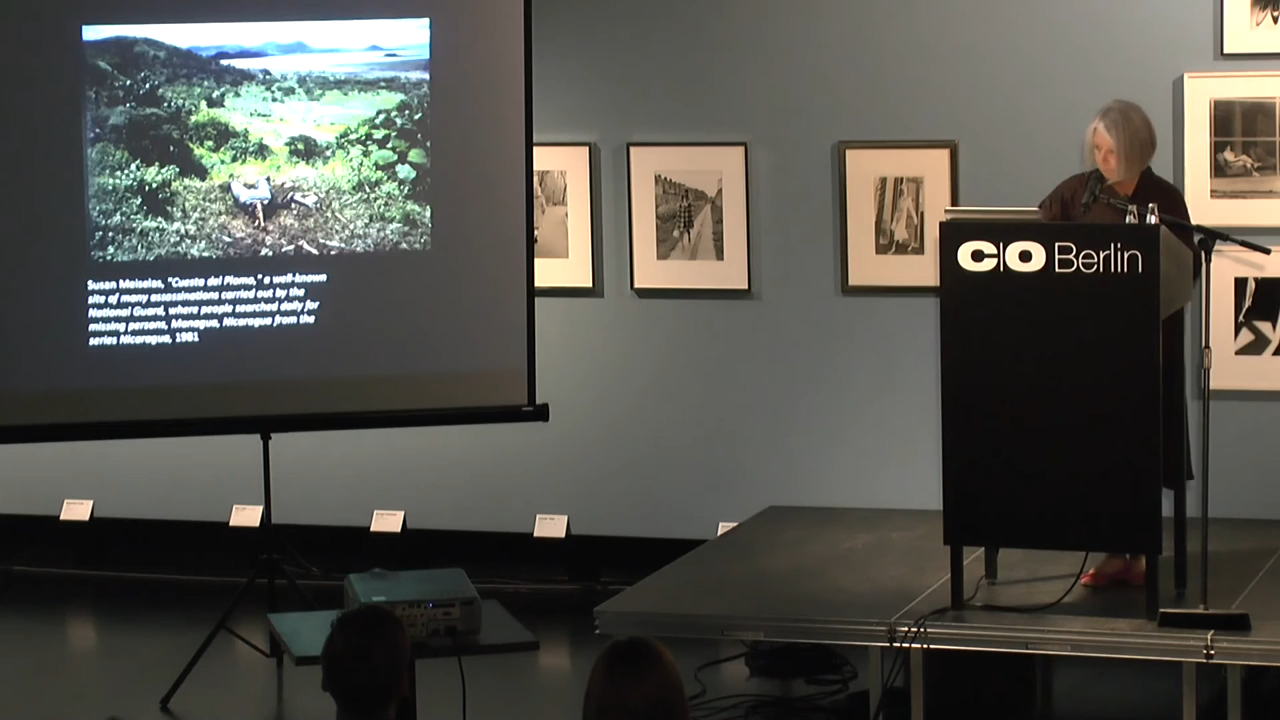 Susan Meiselas, "Cuesta del Plomo," a well-known
site of many assassinations carried out by the
National Guard, where people searched daily for
missing persons, Managua, Nicaragua from the
series Nicaragua, 1981
C|O Berlin